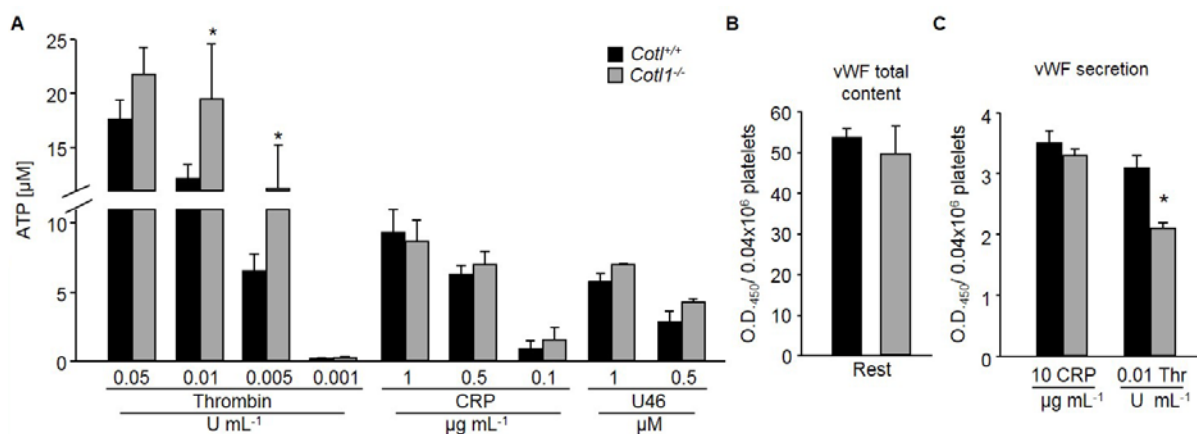 A
25
20
15
10
5
0
ATP [µM]
Cotl⁺/⁺
Cotl1⁻/⁻
*
*
0.05 0.01 0.005 0.001
Thrombin
U mL⁻¹
1 0.5 0.1
CRP
µg mL⁻¹
1 0.5
U46
µM
B
vWF total
content
O.D.₄₅₀/ 0.04x10⁶ platelets
60
50
40
30
20
10
0
Rest
C
vWF secretion
O.D.₄₅₀/ 0.04x10⁶ platelets
4
3
2
1
0
*
10 CRP
µg mL⁻¹
0.01 Thr
U mL⁻¹